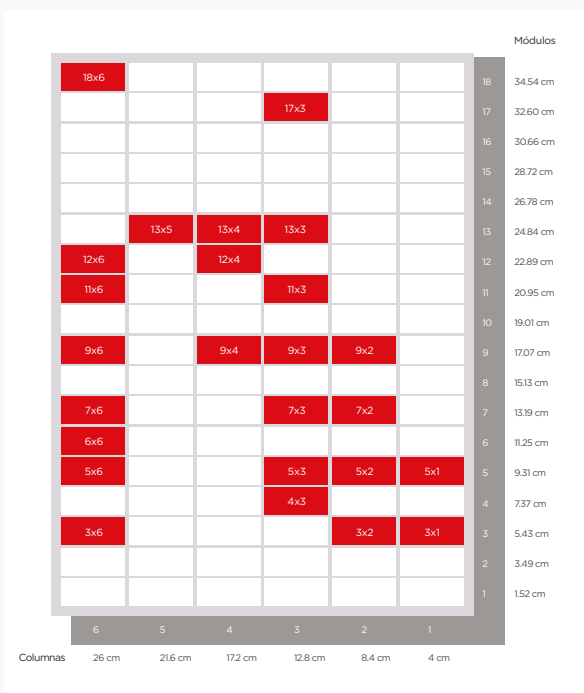 Módulos
18x6 18 34.54 cm
17x3 17 32.60 cm
16 30.66 cm
15 28.72 cm
14 26.78 cm
13x5 13x4 13x3 13 24.84 cm
12x6 12x4 12 22.89 cm
11x6 11x3 11 20.95 cm
10 19.01 cm
9x6 9x4 9x3 9x2 9 17.07 cm
8 15.13 cm
7x6 7x3 7x2 7 13.19 cm
6x6 6 11.25 cm
5x6 5x3 5x2 5x1 5 9.31 cm
4x3 4 7.37 cm
3x6 3x2 3x1 3 5.43 cm
2 3.49 cm
1 1.52 cm
6 5 4 3 2 1
Columnas 26 cm 21.6 cm 17.2 cm 12.8 cm 8.4 cm 4 cm